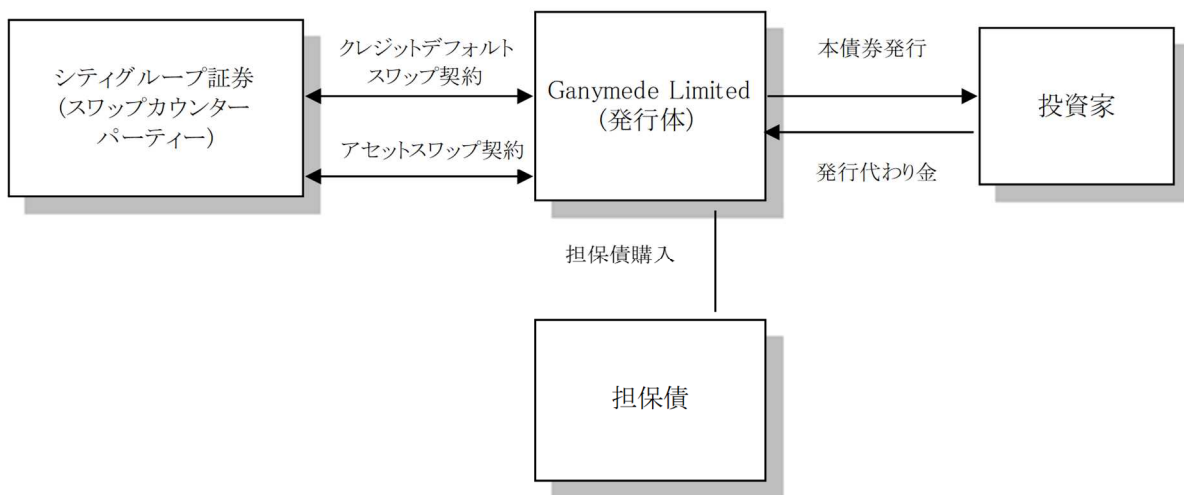 シティグループ証券
(スワップカウンター
パーティー)
クレジットデフォルト
スワップ契約
アセットスワップ契約
Ganymede Limited
(発行体)
本債券発行
発行代わり金
投資家
担保債購入
担保債